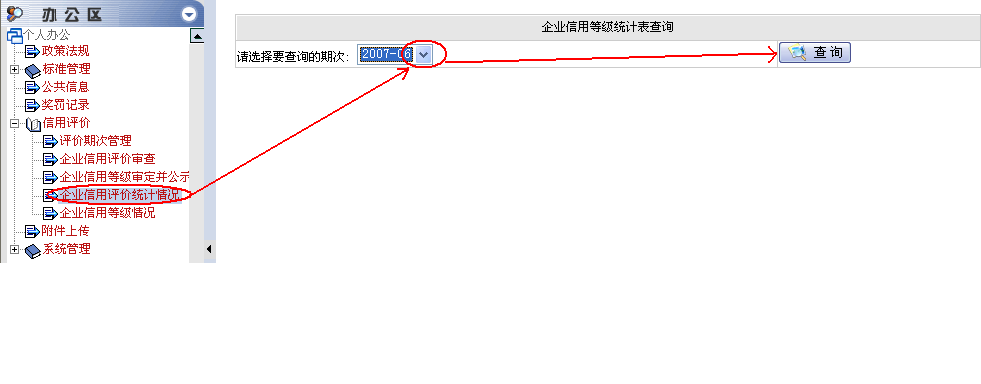 办公区
个人办公
政策法规
标准管理
公共信息
奖罚记录
信用评价
评价期次管理
企业信用评价审查
企业信用等级审定并公示
企业信用评价统计情况
企业信用等级情况
附件上传
系统管理
企业信用等级统计表查询
请选择要查询的期次: 2007-06 查 询